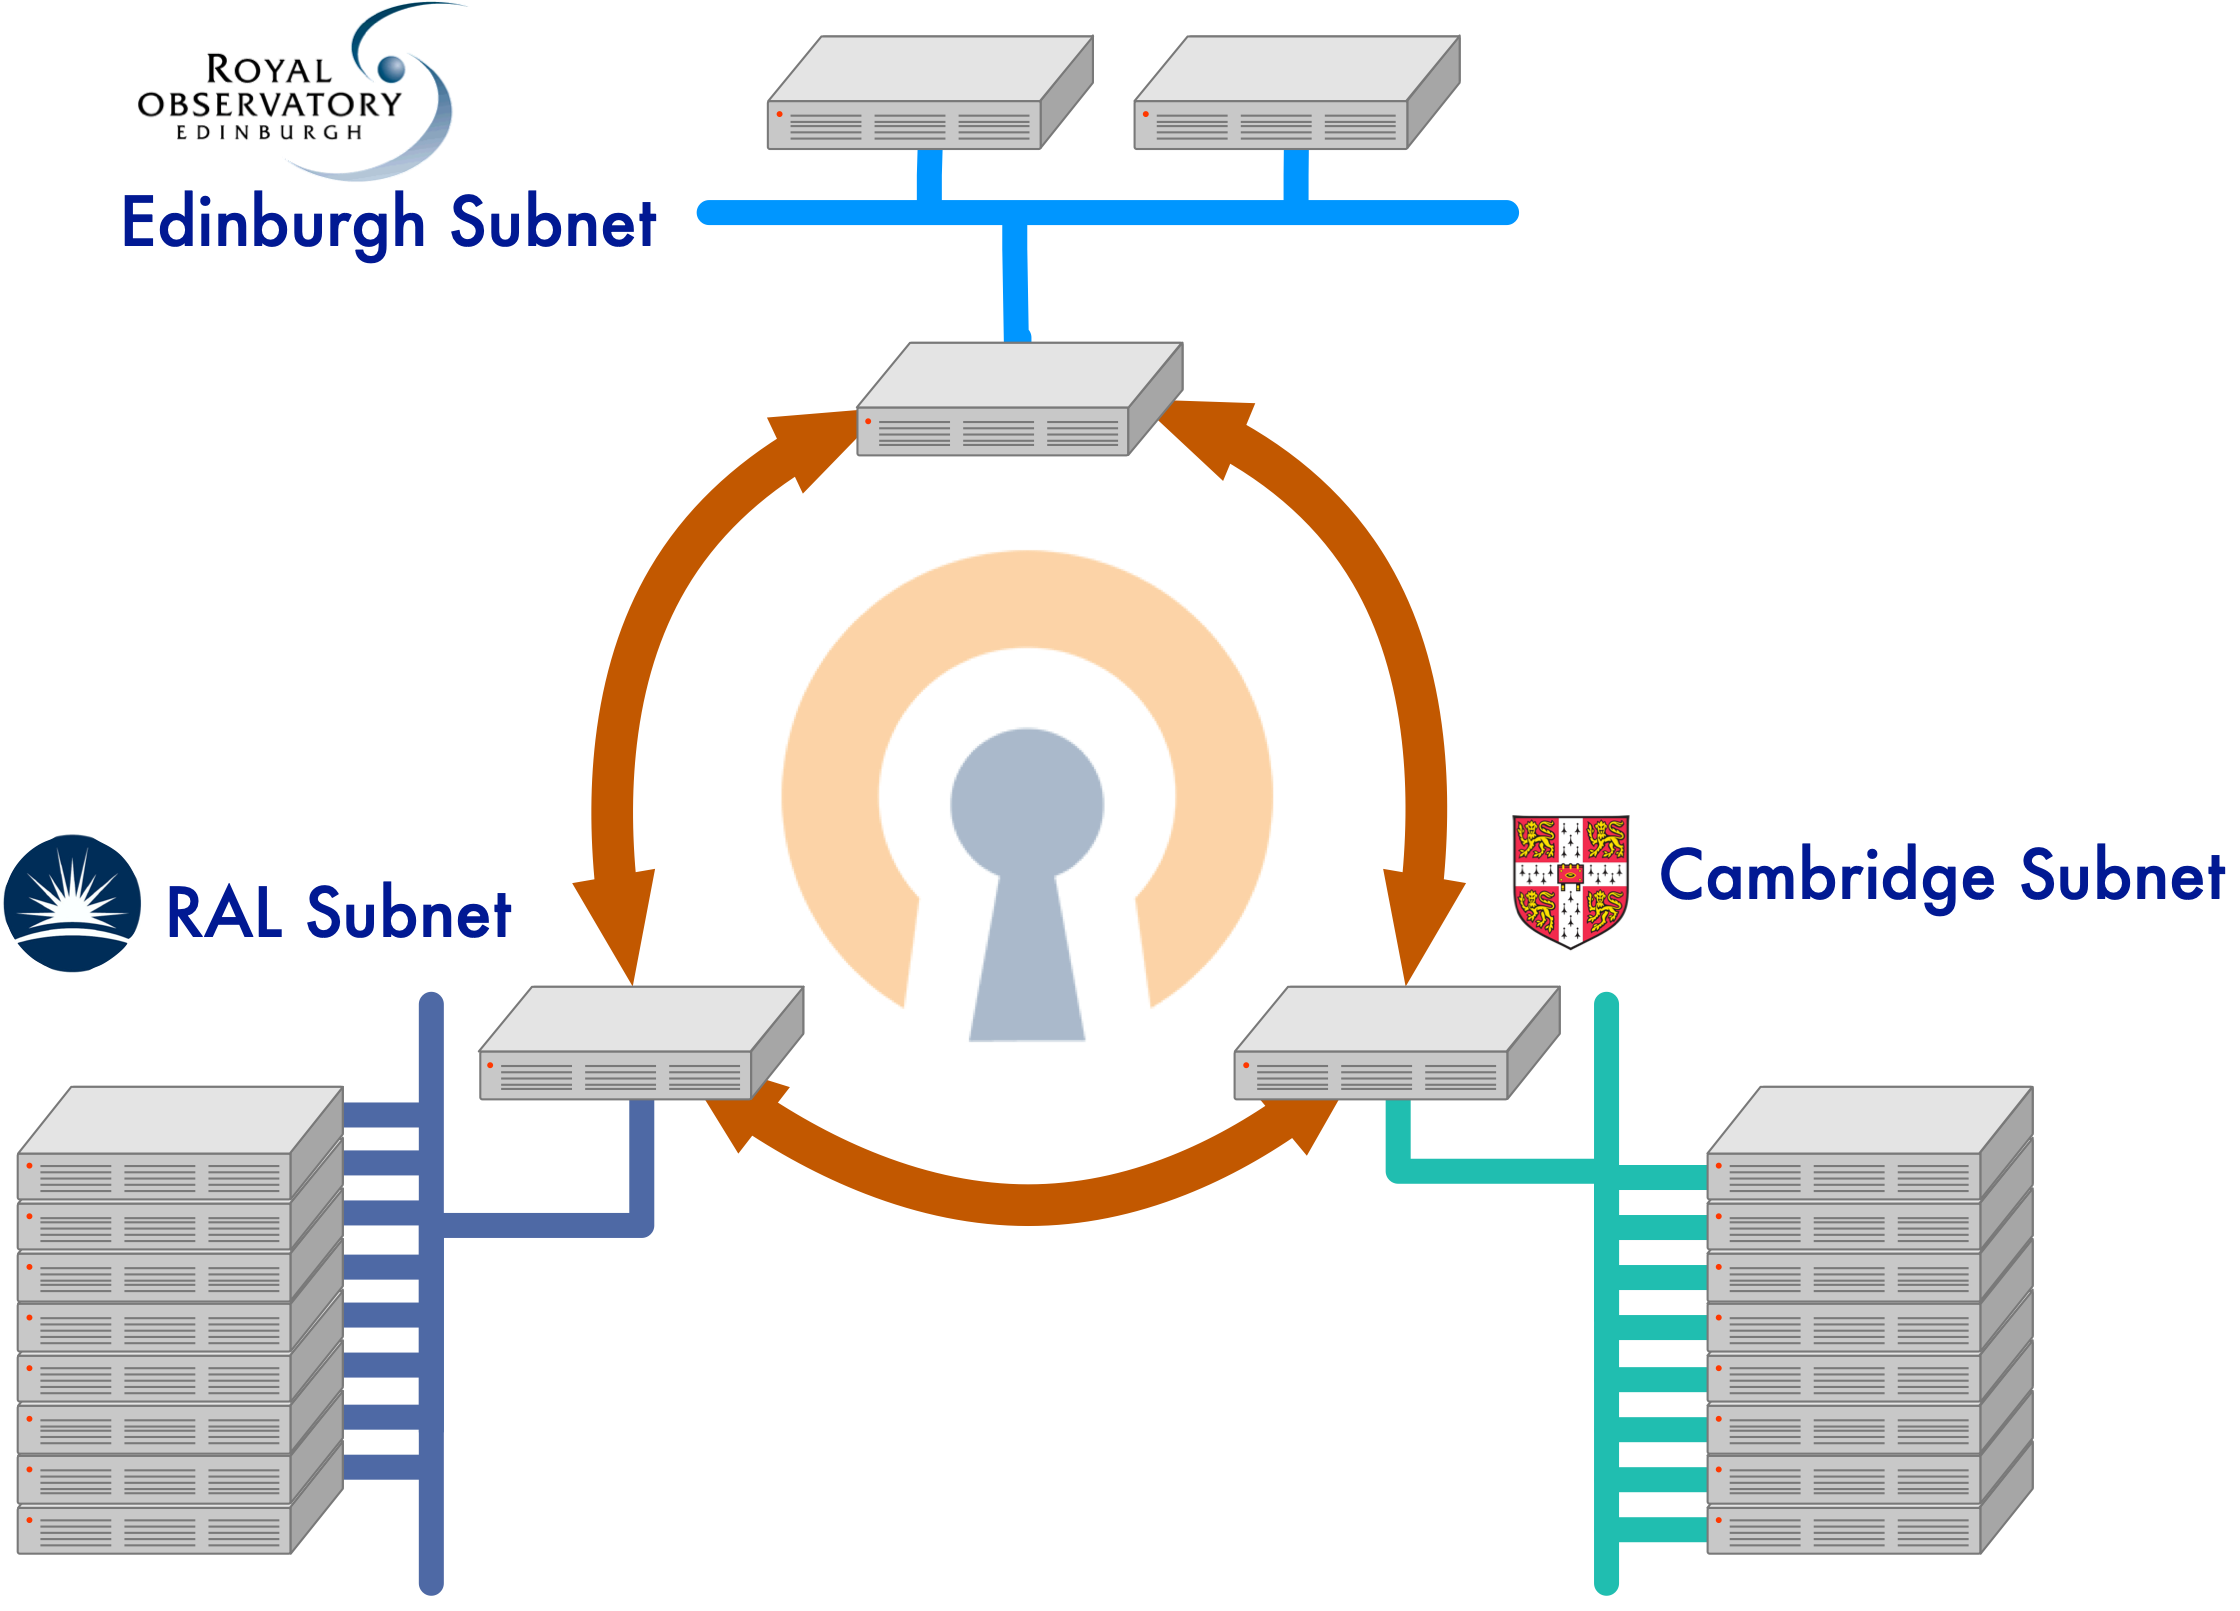 ROYAL
OBSERVATORY
EDINBURGH
Edinburgh Subnet
RAL Subnet
Cambridge Subnet